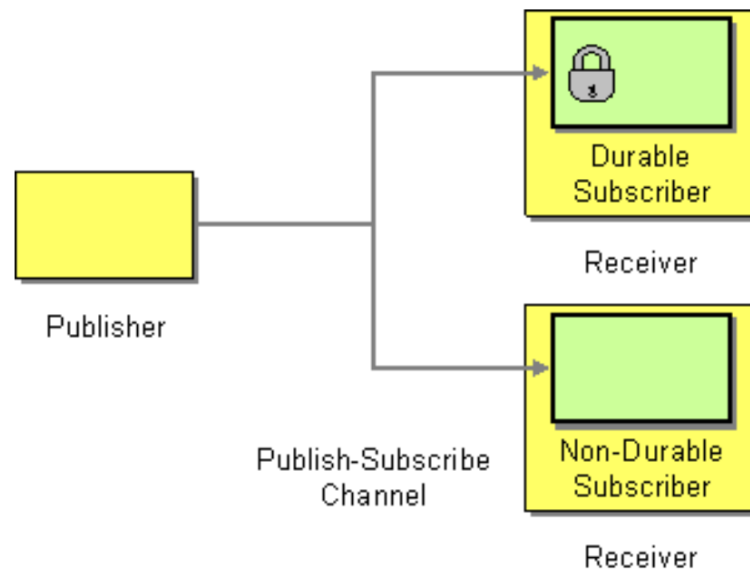 Durable
Subscriber
Receiver
Publisher
Publish-Subscribe
Channel
Non-Durable
Subscriber
Receiver